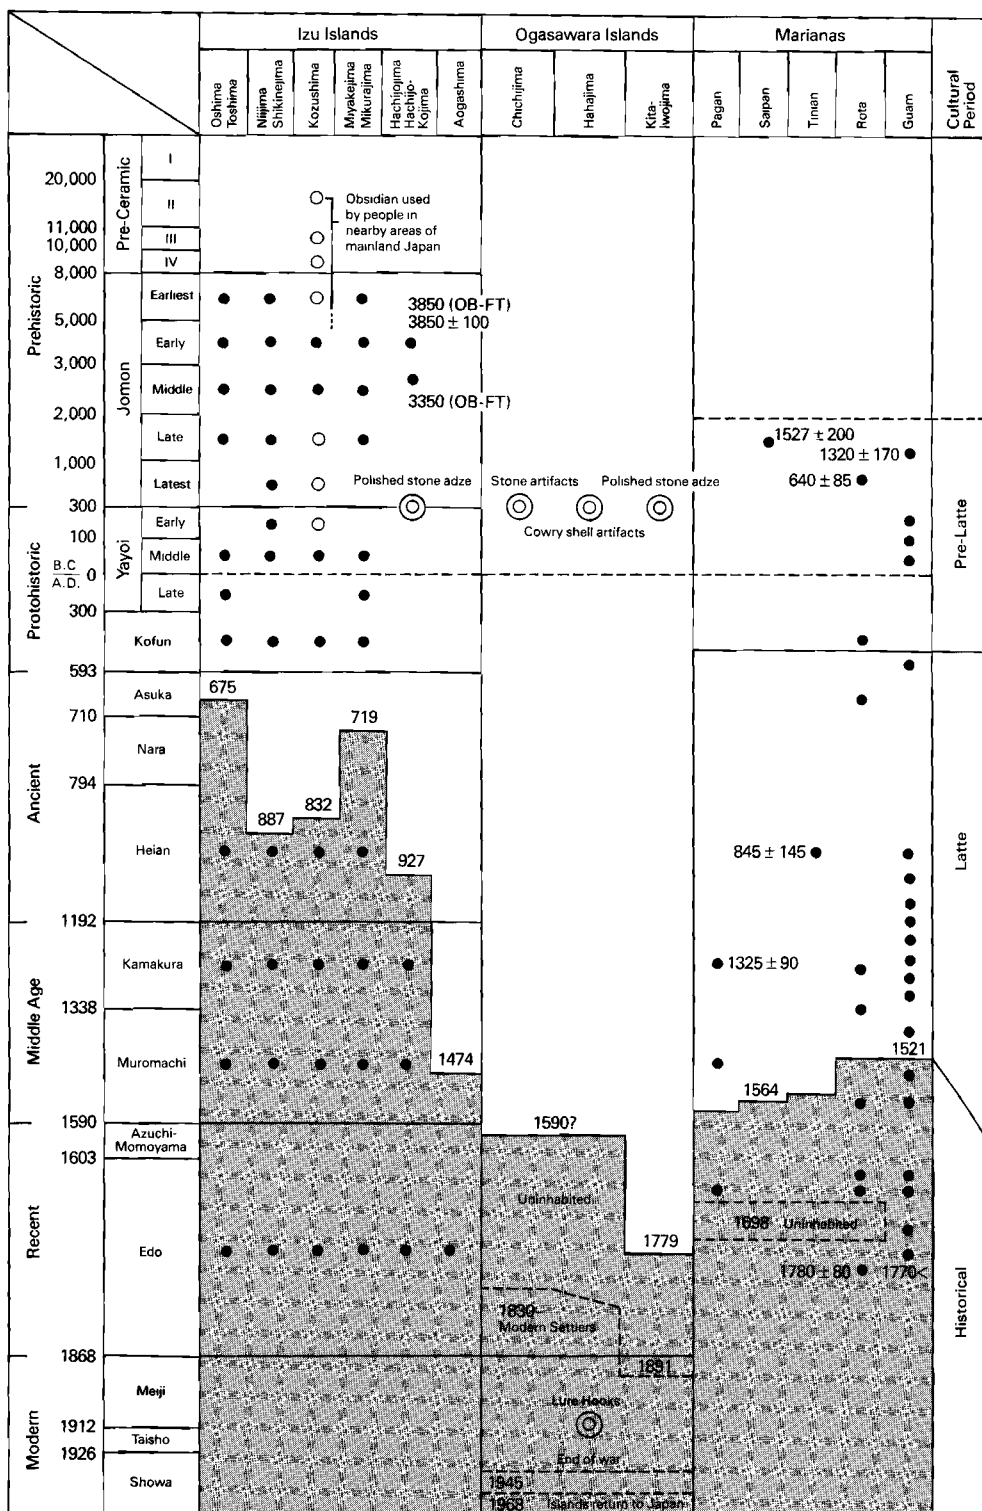 Izu Islands
Ogasawara Islands
Marianas
Oshima
Toshima
Niijima
Shikinejima
Kozushima
Miyakejima
Mikurajima
Hachijojima
Hachijo-
Kojima
Aogashima
Chichijima
Hahajima
Kita-
Iwojima
Pagan
Saipan
Tinian
Rota
Guam
Cultural
Period
Prehistoric
Pre-Ceramic
I
20,000
II
11,000
10,000
III
IV
8,000
Obsidian used
by people in
nearby areas of
mainland Japan
Jomon
Earliest
3850 (OB-FT)
5,000
3850 ± 100
Early
3,000
Middle
3350 (OB-FT)
2,000
Late
1527 ± 200
1320 ± 170
1,000
Latest
640 ± 85
Polished stone adze
Stone artifacts
Polished stone adze
Cowry shell artifacts
300
Protohistoric
Yayoi
Early
100
Middle
B.C
0
A.D.
Late
300
Kofun
Pre-Latte
593
Asuka
675
710
719
Nara
794
Ancient
Heian
887
832
927
845 ± 145
Latte
1192
Middle Age
Kamakura
1325 ± 90
1338
Muromachi
1474
1521
1564
1590
Azuchi-
Momoyama
1590?
1603
Recent
Edo
Uninhabited
1698 Uninhabited
1779
1780 ± 80
1770<
1830
Modern Settlers
Historical
1868
1891
Modern
Meiji
Lure Hooks
1912
Taisho
1926
End of war
Showa
1945
1968
Islands return to Japan